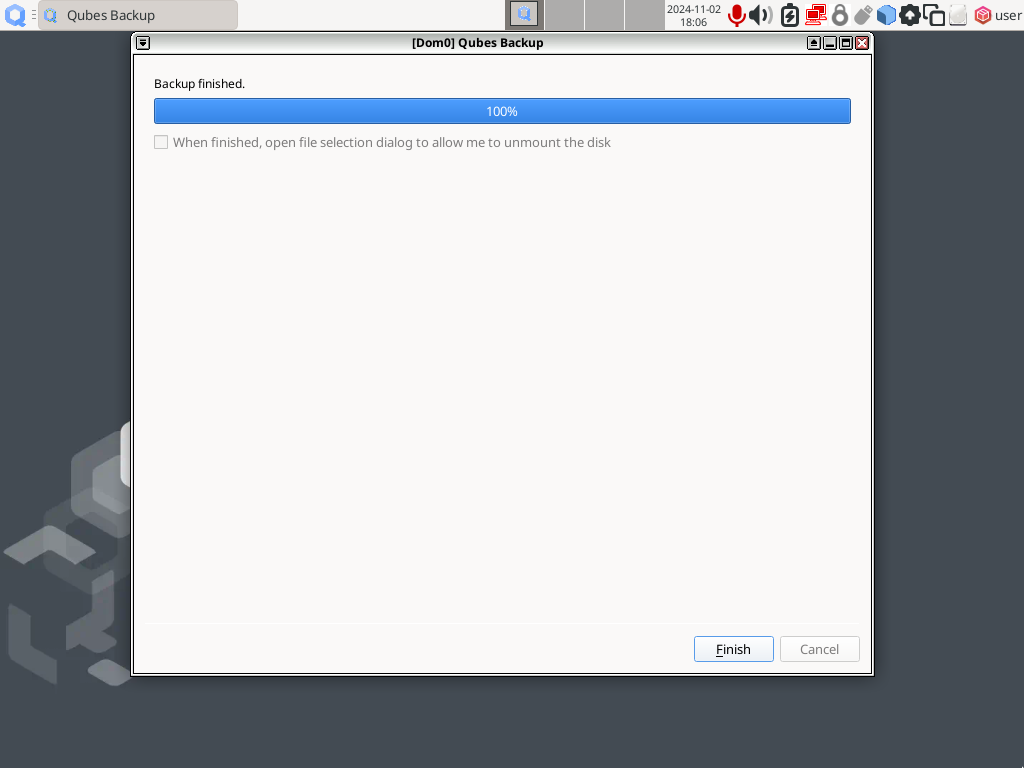 Qubes Backup
2024-11-02
18:06
user
[Dom0] Qubes Backup
Backup finished.
100%
When finished, open file selection dialog to allow me to unmount the disk
Finish
Cancel